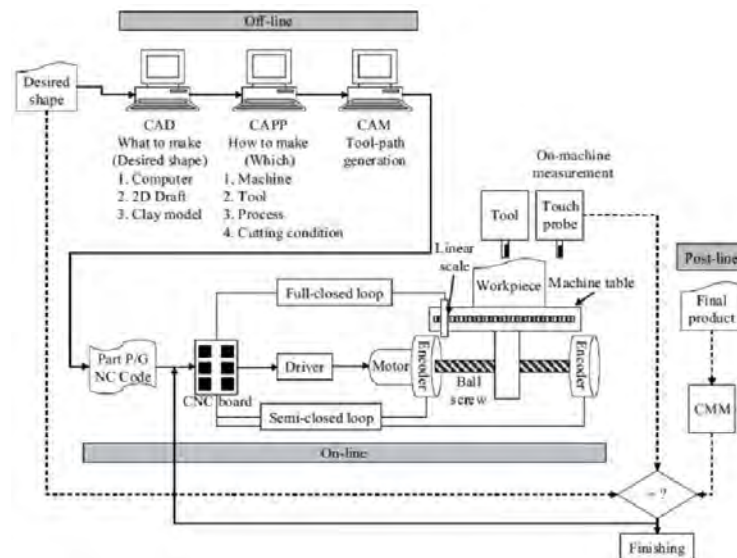 Off-line
Desired
shape
CAD
What to make
(Desired shape)
1. Computer
2. 2D Draft
3. Clay model
CAPP
How to make
(Which)
1. Machine
2. Tool
3. Process
4. Cutting condition
CAM
Tool-path
generation
On-machine
measurement
Tool
Touch
probe
Linear
scale
Workpiece
Machine table
Post-line
Final
product
Full-closed loop
Part P/G
NC Code
CNC board
Driver
Motor
Encoder
Ball
screw
Encoder
CMM
Semi-closed loop
On-line
= ?
Finishing